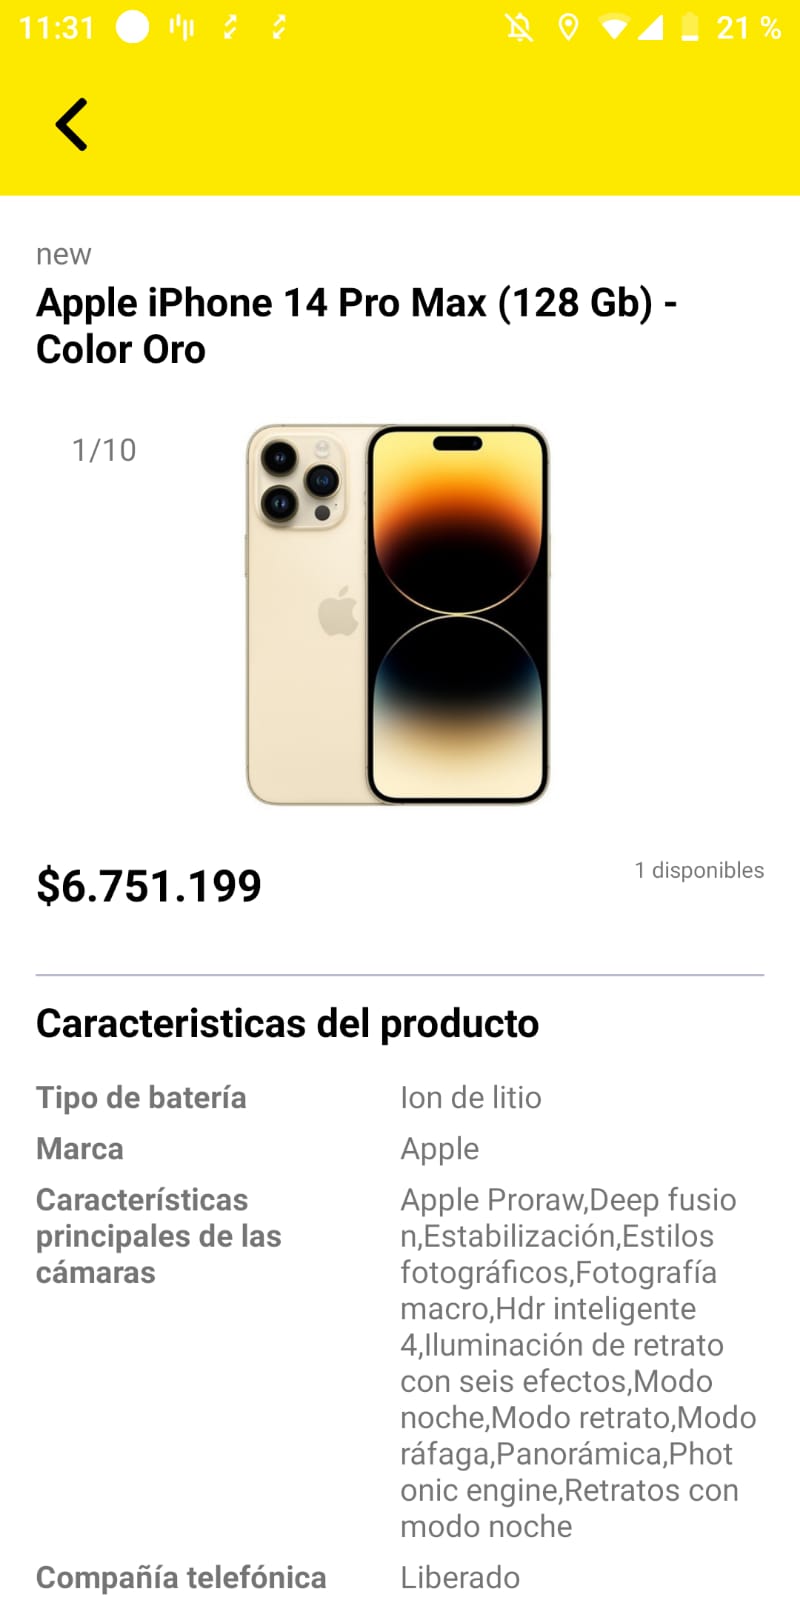 11:31
21 %
new
Apple iPhone 14 Pro Max (128 Gb) -
Color Oro
1/10
$6.751.199
1 disponibles
Caracteristicas del producto
Tipo de batería Ion de litio
Marca Apple
Características Apple Proraw,Deep fusio
principales de las n,Estabilización,Estilos
cámaras fotográficos,Fotografía
macro,Hdr inteligente
4,Iluminación de retrato
con seis efectos,Modo
noche,Modo retrato,Modo
ráfaga,Panorámica,Phot
onic engine,Retratos con
modo noche
Compañía telefónica Liberado